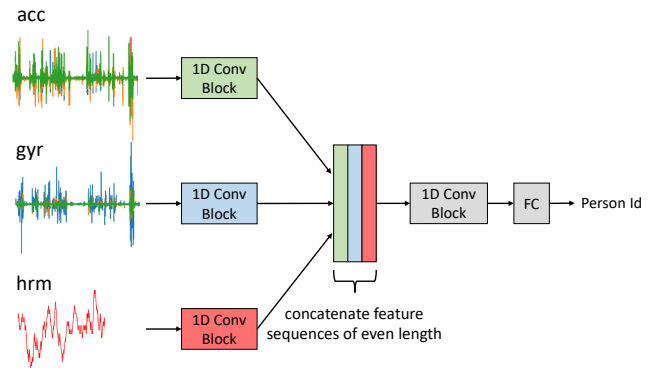 acc
1D Conv
Block
gyr
1D Conv
Block
hrm
1D Conv
Block
concatenate feature
sequences of even length
1D Conv
Block
FC
Person Id